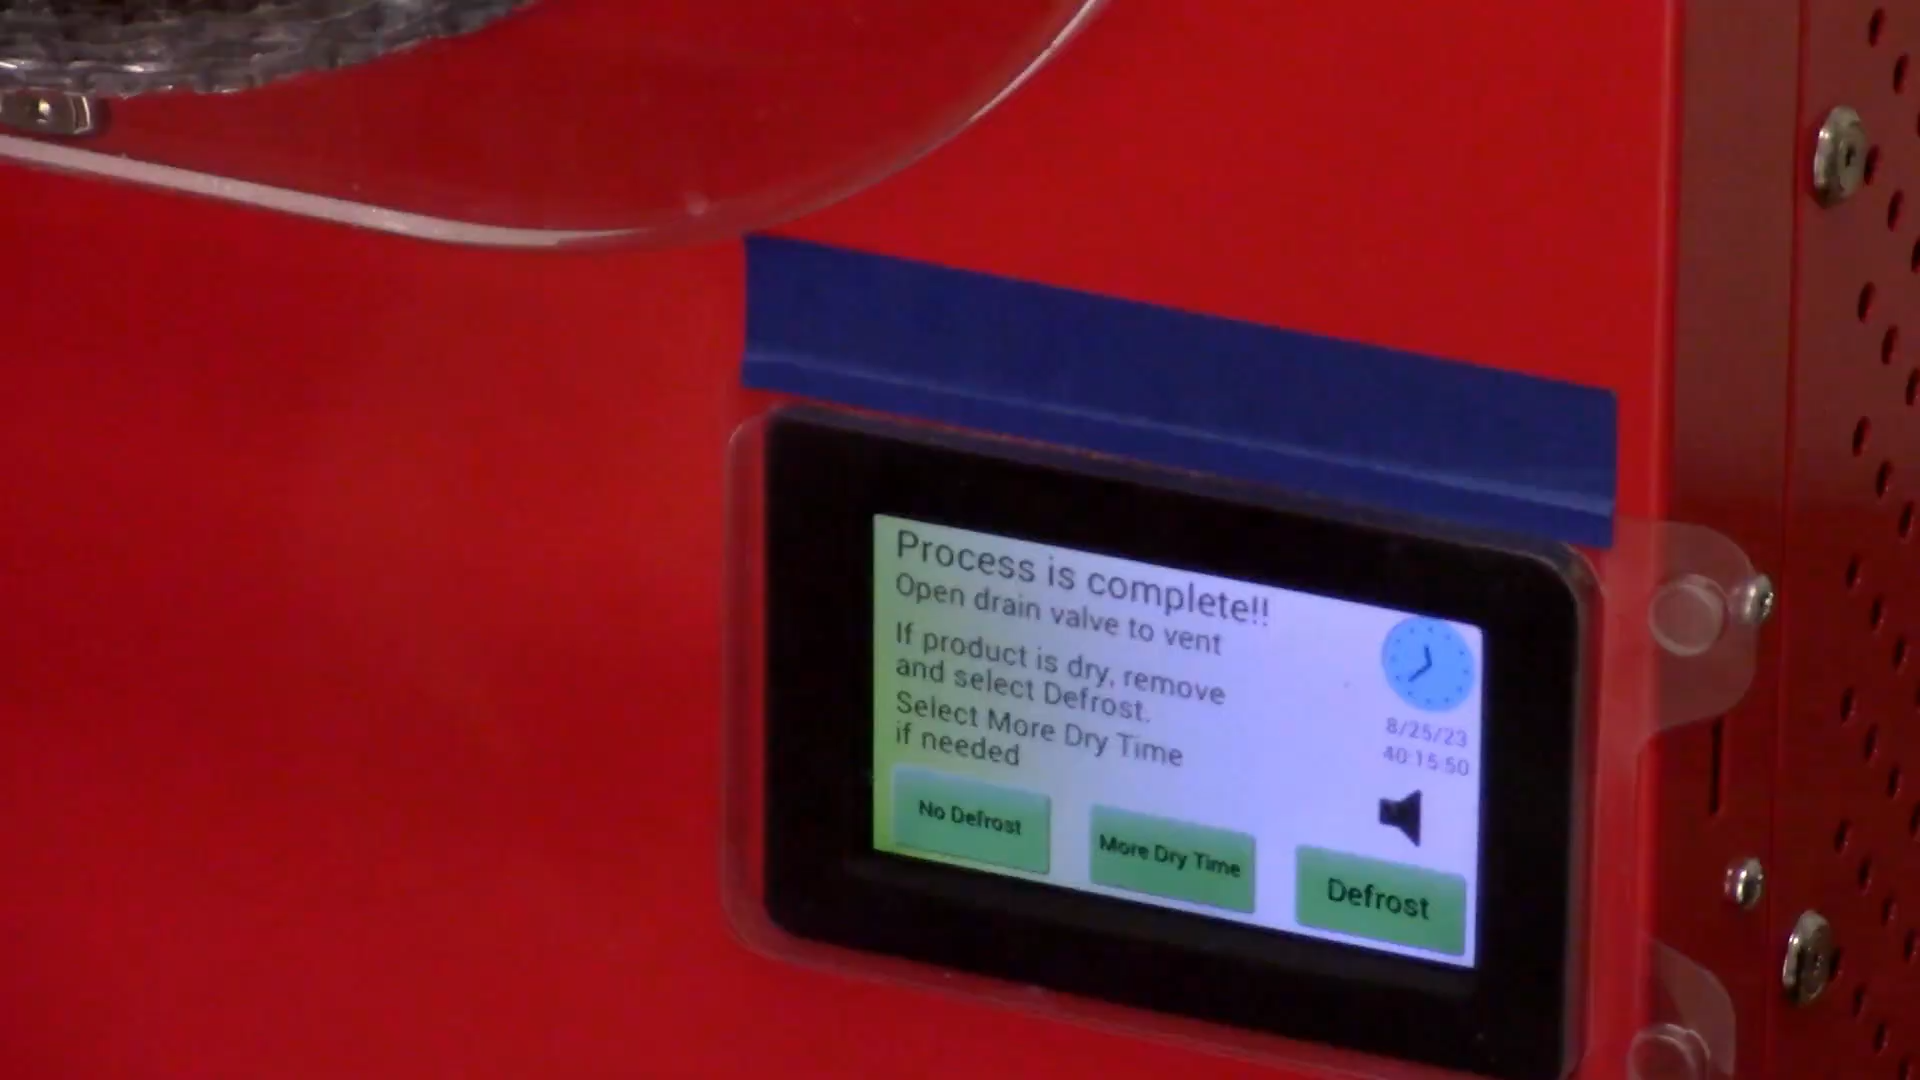 Process is complete!!
Open drain valve to vent
If product is dry, remove
and select Defrost.
Select More Dry Time
if needed
8/25/23
40:15:50
No Defrost
More Dry Time
Defrost